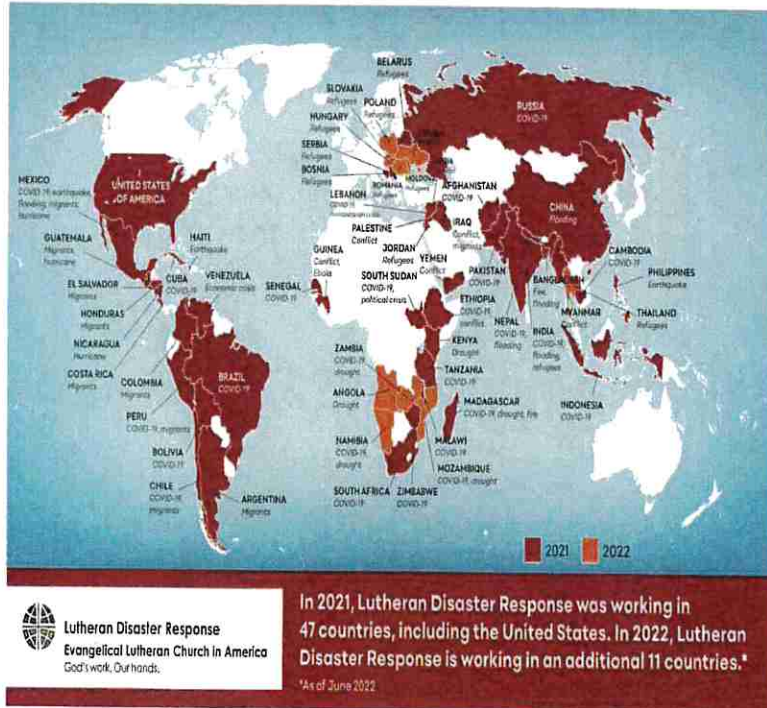 BELARUS
Refugees
SLOVAKIA
Refugees
POLAND
Refugees
HUNGARY
Refugees
SERBIA
Refugees
BOSNIA
Refugees
ROMANIA
Refugees
MOLDOVA
Refugees
RUSSIA
COVID-19
UNITED STATES
OF AMERICA
MEXICO
COVID-19, earthquake,
flooding, migrants,
hurricane
GUATEMALA
Migrants,
hurricane
EL SALVADOR
Migrants
HONDURAS
Migrants
NICARAGUA
Hurricane
COSTA RICA
Migrants
CUBA
COVID-19
HAITI
Earthquake
VENEZUELA
Economic crisis
COLOMBIA
Migrants
BRAZIL
COVID-19
PERU
COVID-19, migrants
BOLIVIA
COVID-19
CHILE
COVID-19,
Migrants
ARGENTINA
Migrants
LEBANON
COVID-19
PALESTINE
Conflict
AFGHANISTAN
COVID-19
IRAQ
Conflict,
migrants
JORDAN
Refugees
YEMEN
Conflict
GUINEA
Conflict,
Ebola
SENEGAL
COVID-19
SOUTH SUDAN
COVID-19,
political crisis
PAKISTAN
COVID-19
ETHIOPIA
COVID-19,
conflict
KENYA
Drought
TANZANIA
COVID-19
ZAMBIA
COVID-19,
drought
ANGOLA
Drought
NAMIBIA
COVID-19,
drought
SOUTH AFRICA
COVID-19
ZIMBABWE
COVID-19
MALAWI
COVID-19
MOZAMBIQUE
COVID-19, drought
MADAGASCAR
COVID-19, drought, fire
CHINA
Flooding
NEPAL
COVID-19,
flooding
INDIA
COVID-19,
flooding,
refugees
BANGLADESH
Fire,
flooding
MYANMAR
Conflict
CAMBODIA
COVID-19
PHILIPPINES
Earthquake
THAILAND
Refugees
INDONESIA
COVID-19
2021 2022
Lutheran Disaster Response
Evangelical Lutheran Church in America
God's work. Our hands.
In 2021, Lutheran Disaster Response was working in
47 countries, including the United States. In 2022, Lutheran
Disaster Response is working in an additional 11 countries.*
*As of June 2022